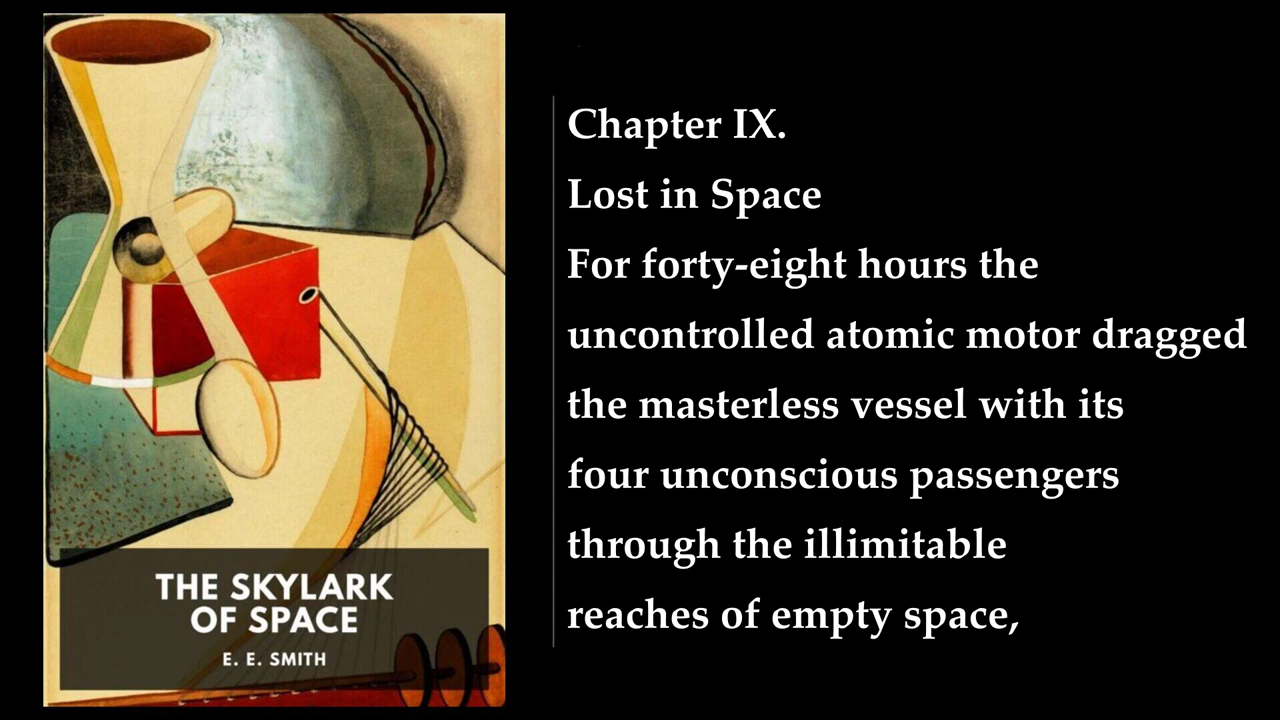 THE SKYLARK
OF SPACE
E. E. SMITH
Chapter IX.
Lost in Space
For forty-eight hours the
uncontrolled atomic motor dragged
the masterless vessel with its
four unconscious passengers
through the illimitable
reaches of empty space,